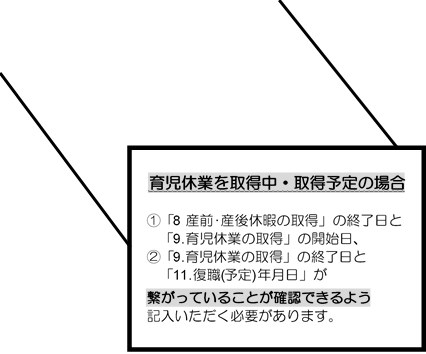 育児休業を取得中・取得予定の場合
①「8 産前･産後休暇の取得」の終了日と
「9.育児休業の取得」の開始日、
②「9.育児休業の取得」の終了日と
「11.復職(予定)年月日」が
繋がっていることが確認できるよう
記入いただく必要があります。